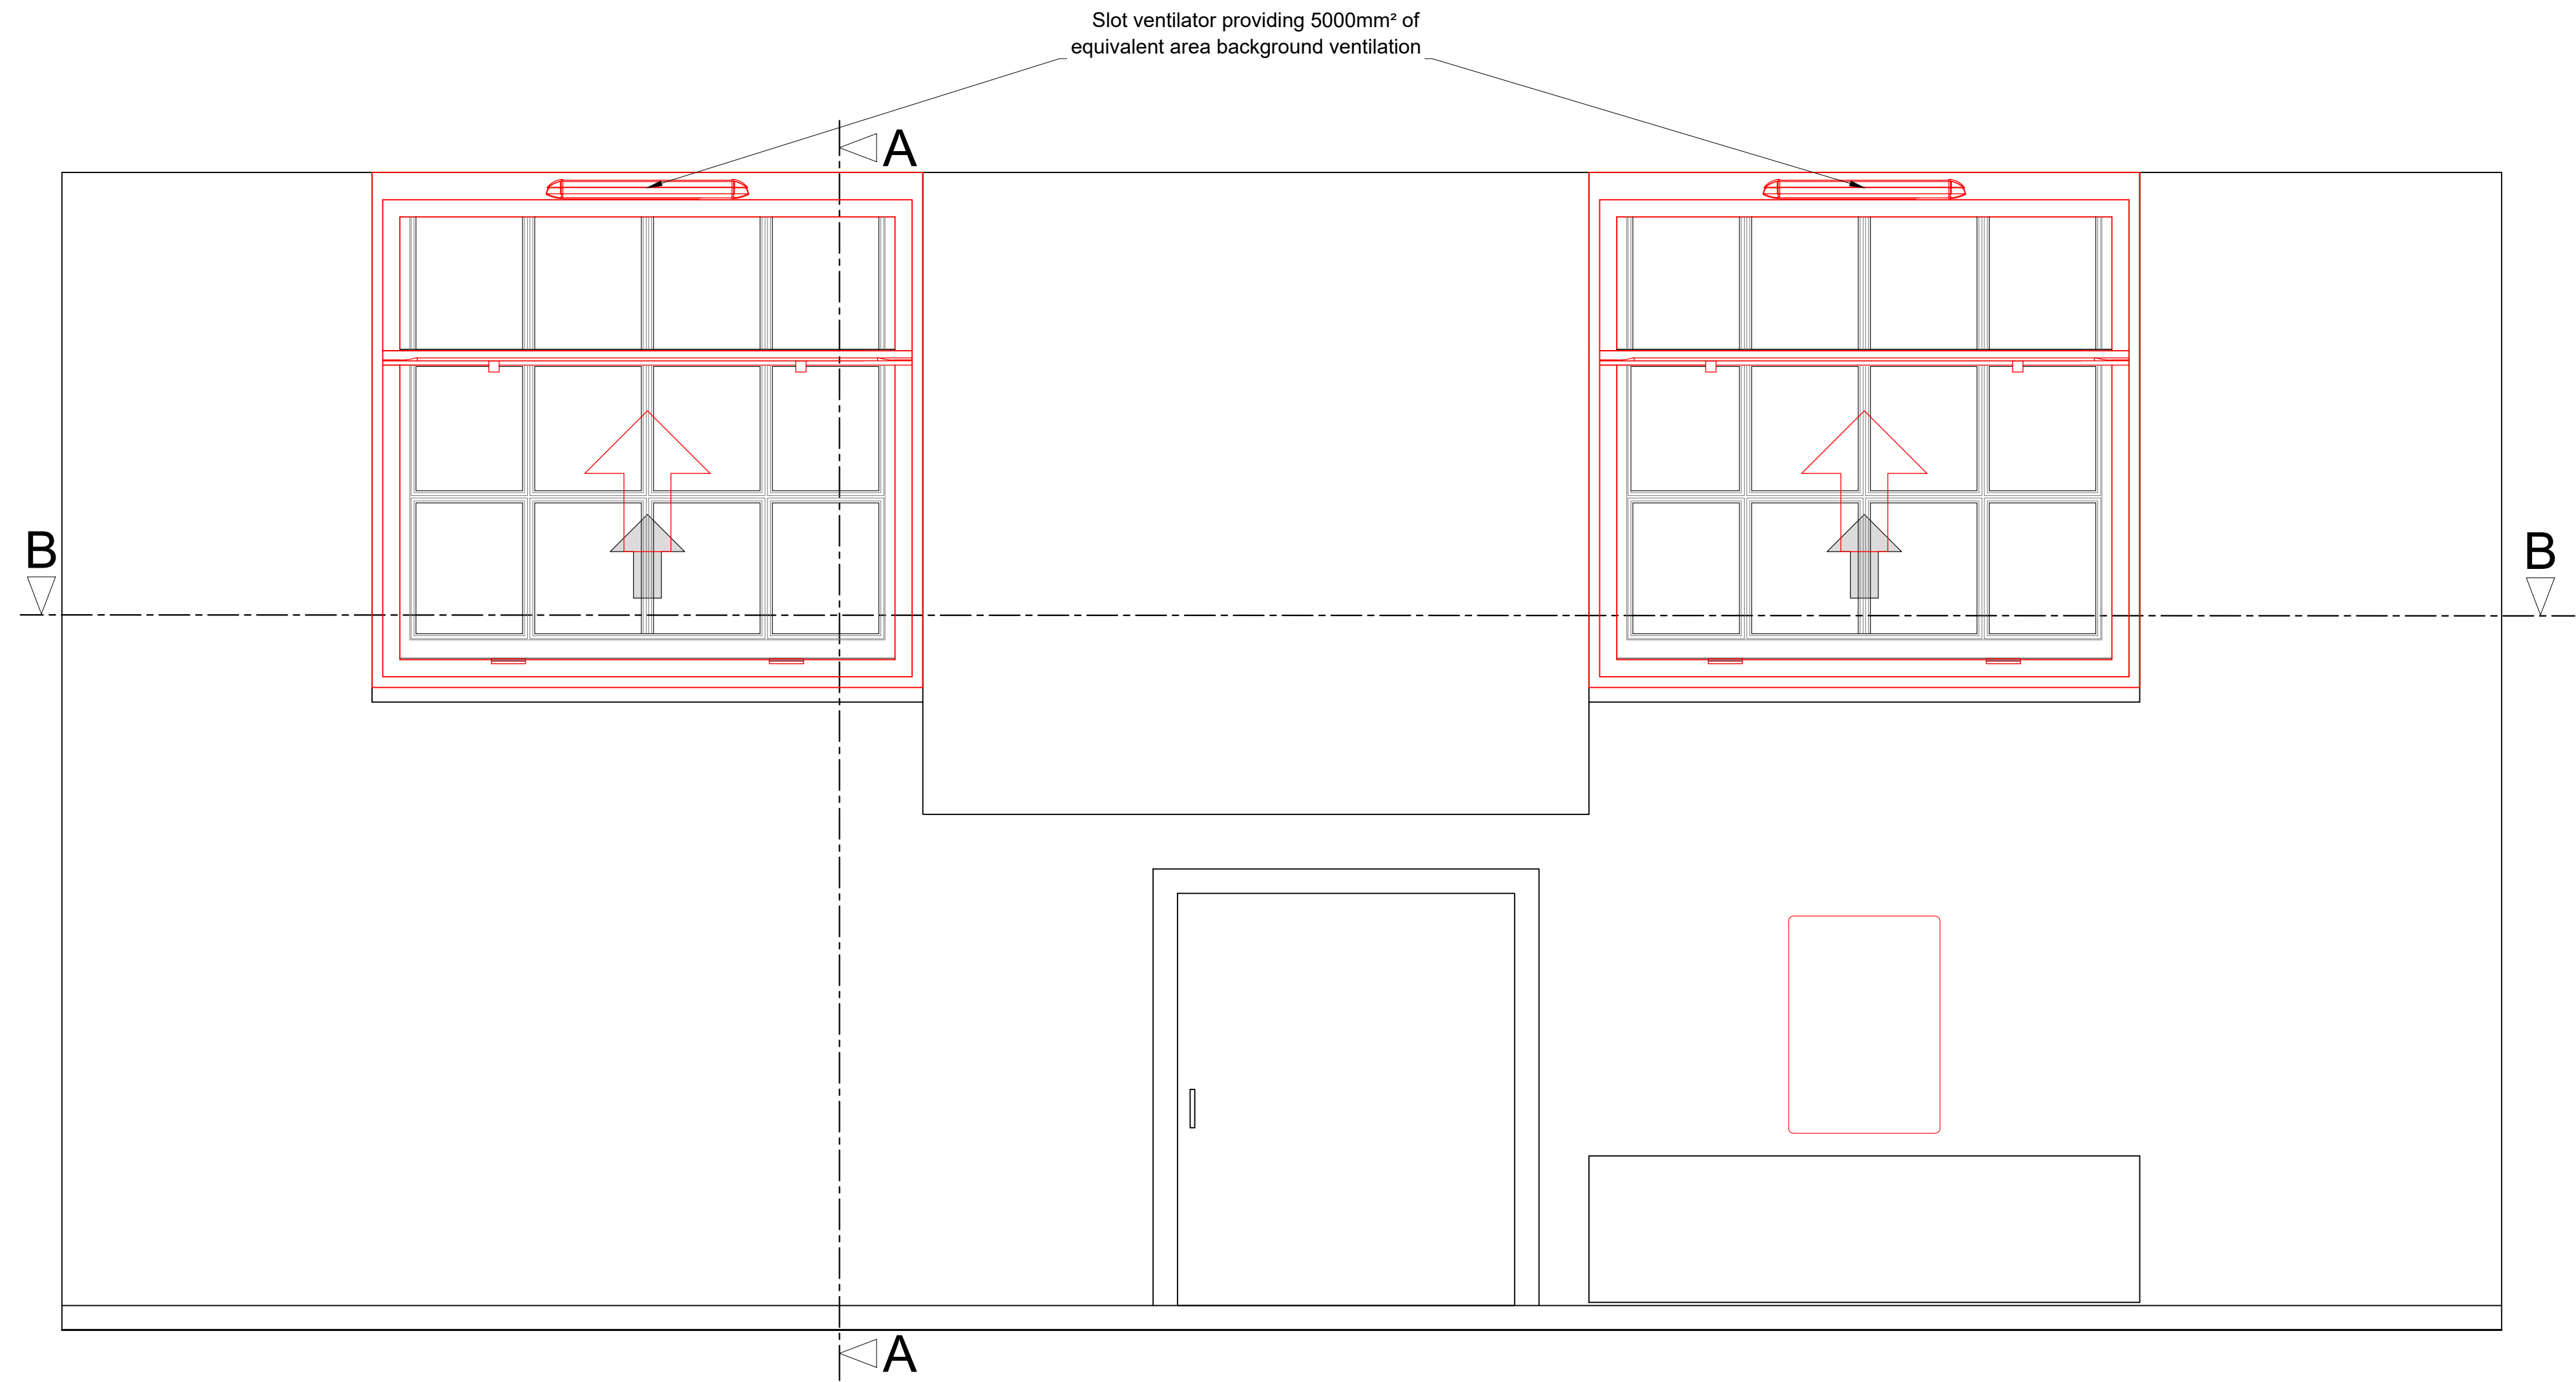 Slot ventilator providing 5000mm² of
equivalent area background ventilation
A
B
B
A